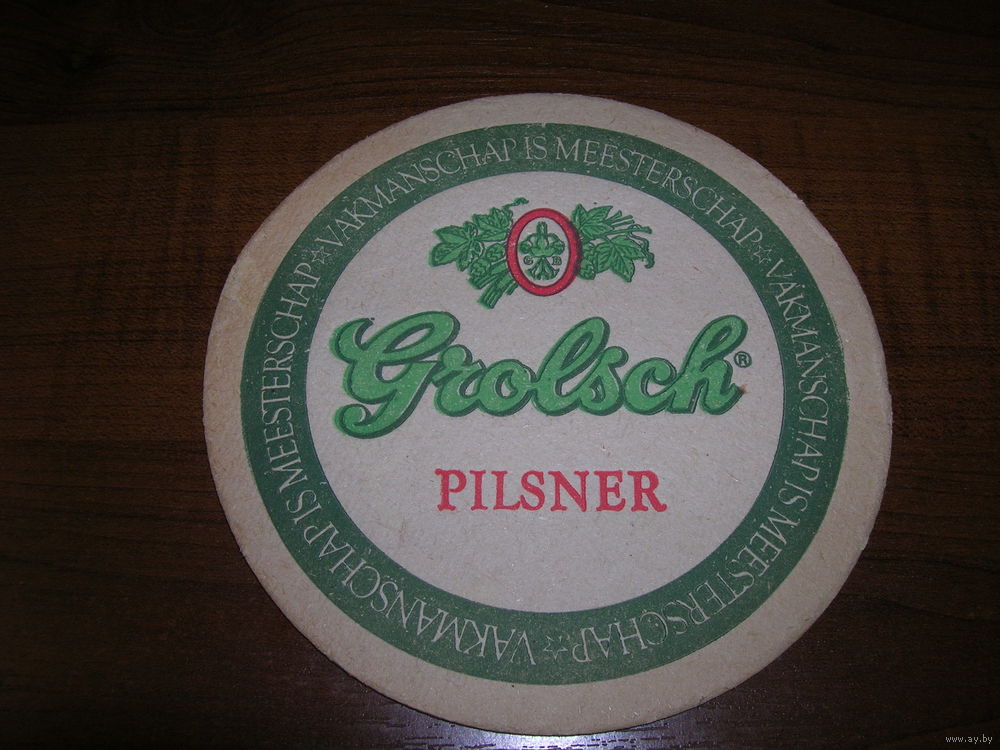 VAKMANSCHAP IS MEESTERSCHAP ☆ VAKMANSCHAP IS MEESTERSCHAP ☆ VAKMANSCHAP IS MEESTERSCHAP ☆
G B
Grolsch®
PILSNER
www.ay.by